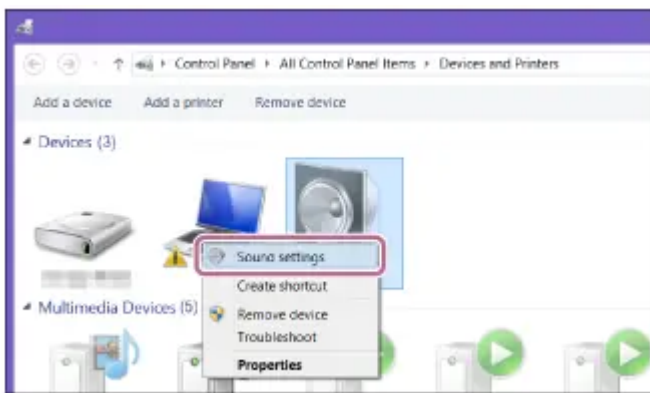 Control Panel All Control Panel Items Devices and Printers
Add a device Add a printer Remove device
Devices (3)
Sound settings
Create shortcut
Multimedia Devices (5)
Remove device
Troubleshoot
Properties